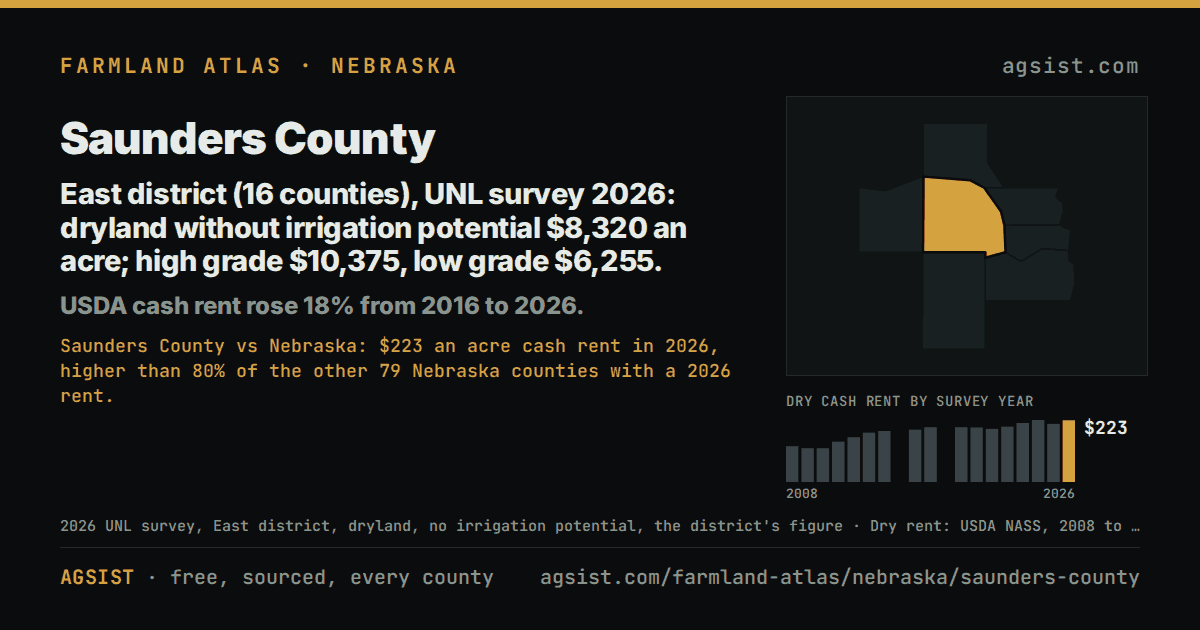 FARMLAND ATLAS · NEBRASKA
agsist.com
Saunders County
East district (16 counties), UNL survey 2026:
dryland without irrigation potential $8,320 an
acre; high grade $10,375, low grade $6,255.
USDA cash rent rose 18% from 2016 to 2026.
Saunders County vs Nebraska: $223 an acre cash rent in 2026,
higher than 80% of the other 79 Nebraska counties with a 2026
rent.
DRY CASH RENT BY SURVEY YEAR
$223
2008
2026
2026 UNL survey, East district, dryland, no irrigation potential, the district's figure · Dry rent: USDA NASS, 2008 to …
AGSIST · free, sourced, every county
agsist.com/farmland-atlas/nebraska/saunders-county